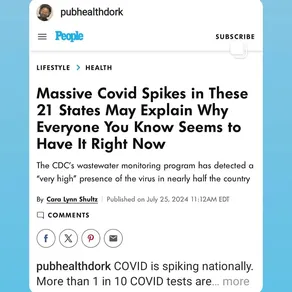 pubhealthdork
People
SUBSCRIBE
LIFESTYLE > HEALTH
Massive Covid Spikes in These
21 States May Explain Why
Everyone You Know Seems to
Have It Right Now
The CDC's wastewater monitoring program has detected a
"very high" presence of the virus in nearly half the country
By Cara Lynn Shultz | Published on July 25, 2024 11:12AM EDT
COMMENTS
pubhealthdork COVID is spiking nationally.
More than 1 in 10 COVID tests are... more